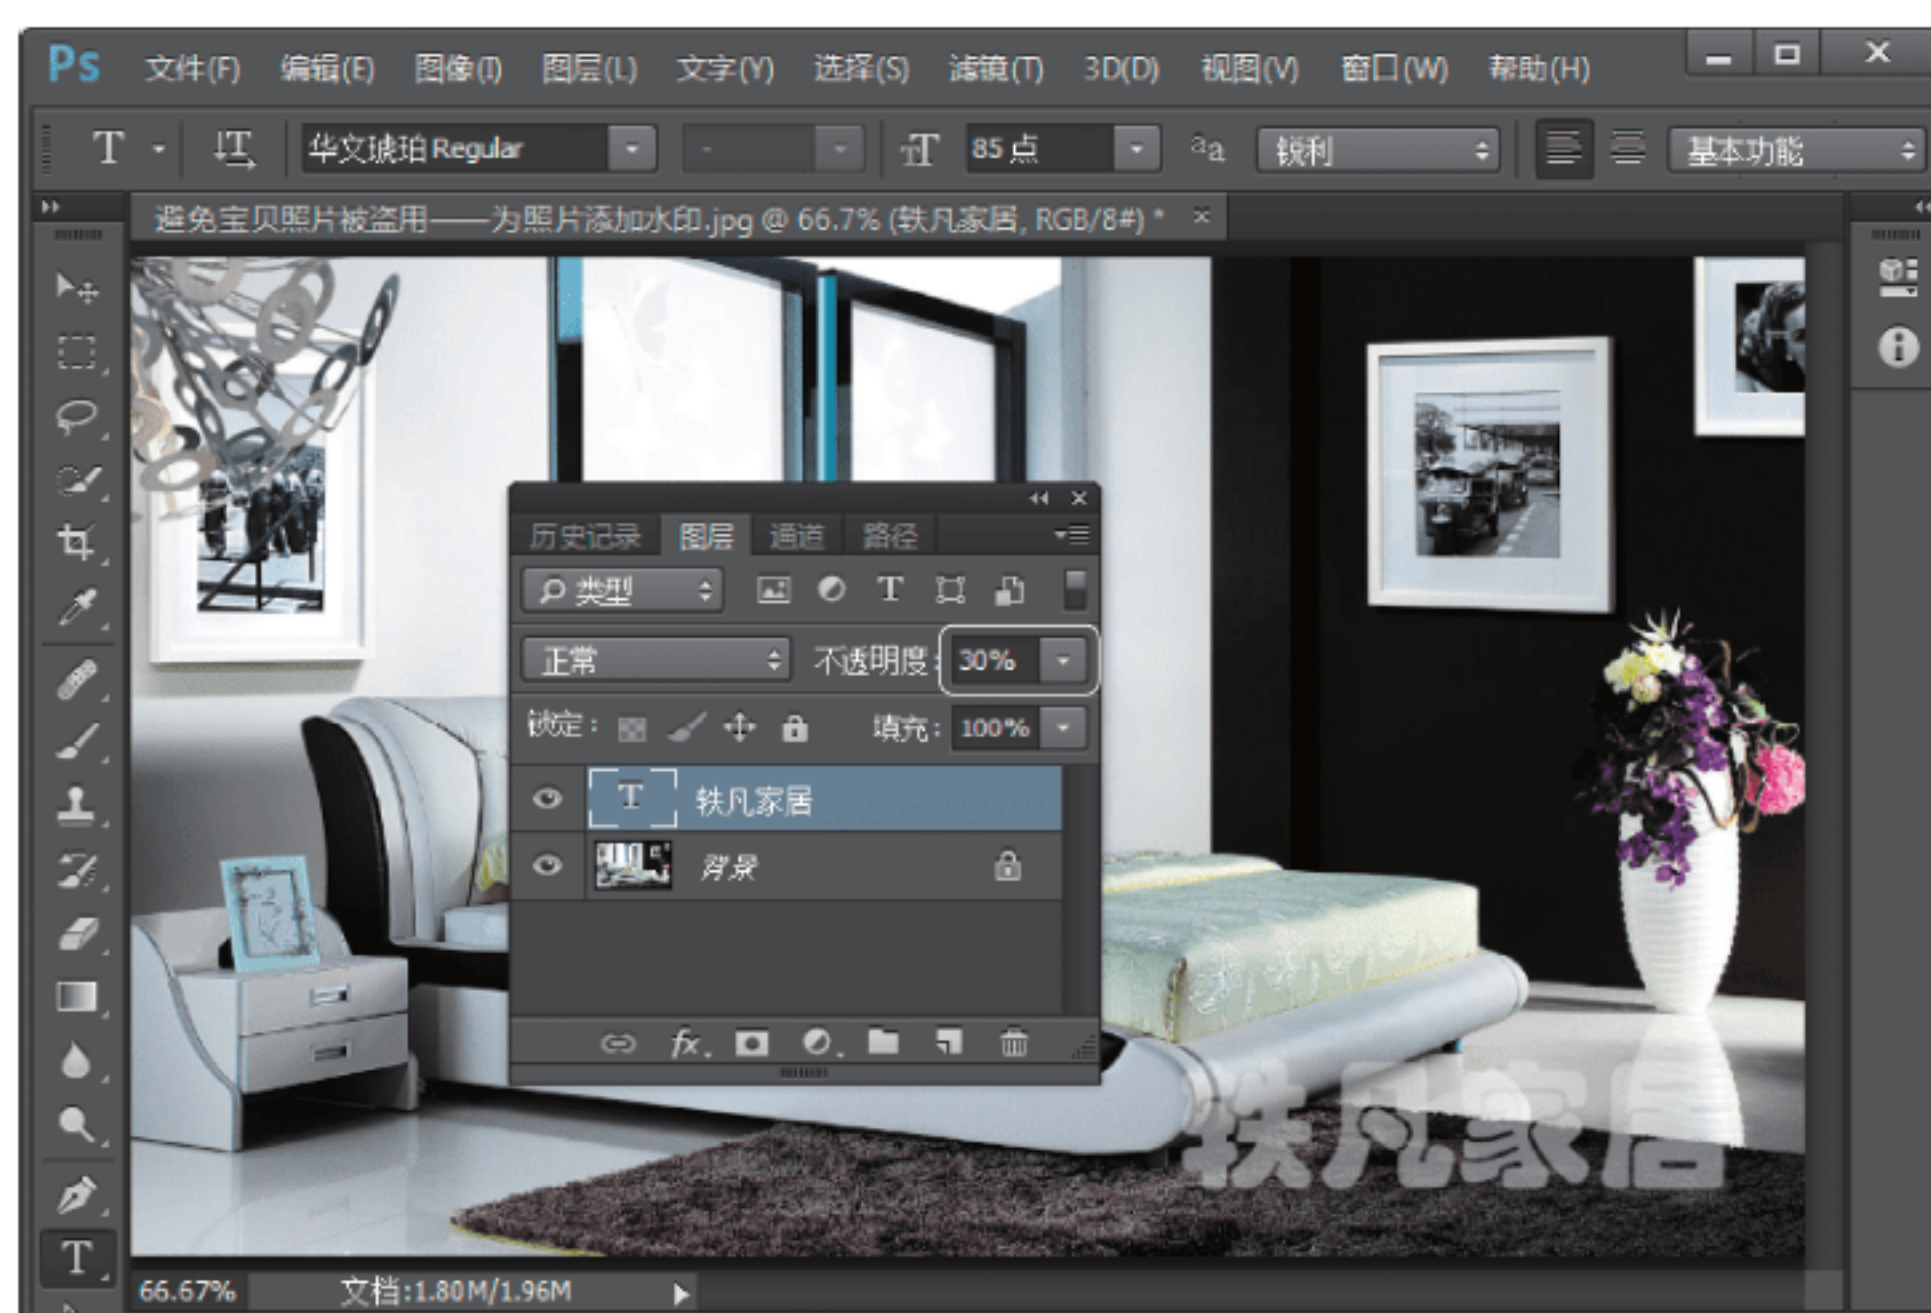 Ps 文件(F) 编辑(E) 图像(I) 图层(L) 文字(Y) 选择(S) 滤镜(T) 3D(D) 视图(V) 窗口(W) 帮助(H)
T 华文琥珀 Regular - 85 点 aa 锐利 基本功能
避免宝贝照片被盗用——为照片添加水印.jpg @ 66.7% (轶凡家居, RGB/8#) * ×
历史记录 图层 通道 路径
类型
正常 不透明度: 30%
锁定: 填充: 100%
T 轶凡家居
背景
fx
轶凡家居
66.67% 文档:1.80M/1.96M